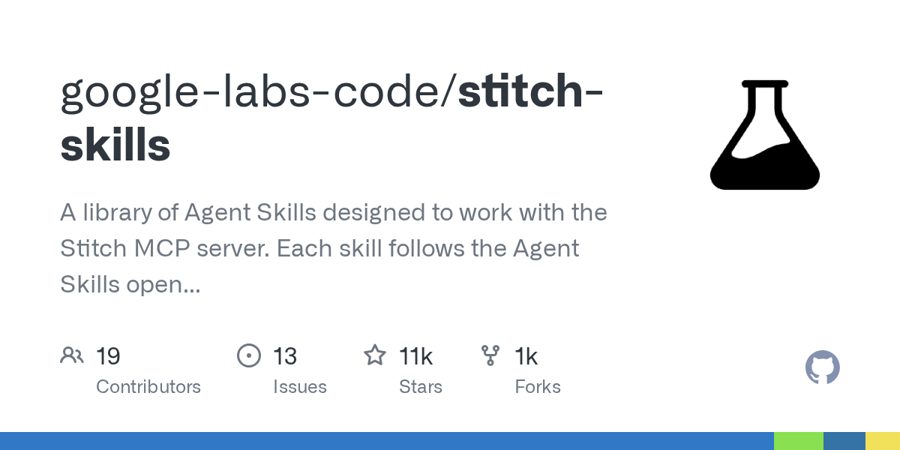 google-labs-code/stitch-
skills
A library of Agent Skills designed to work with the
Stitch MCP server. Each skill follows the Agent
Skills open...
19 13 11k 1k
Contributors Issues Stars Forks